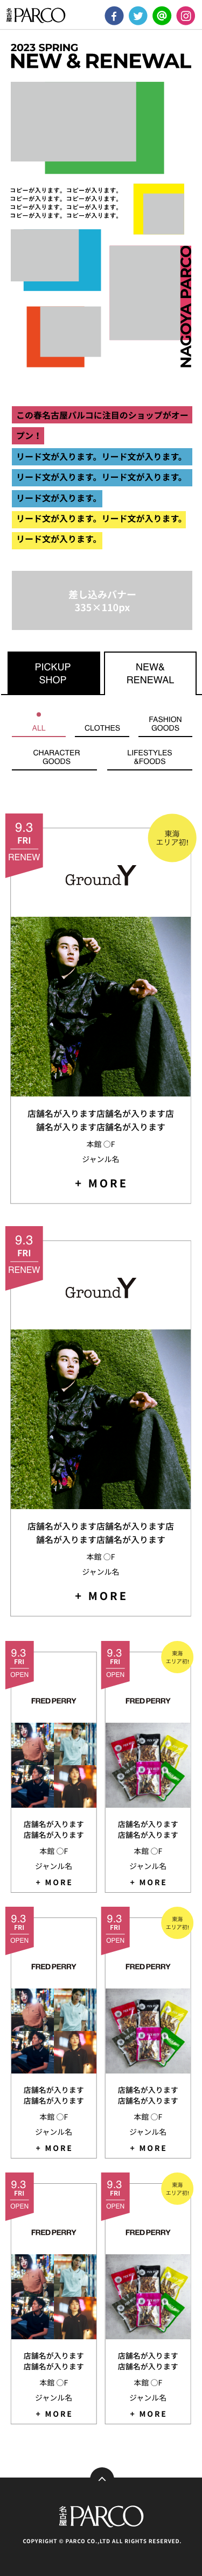 名古屋 PARCO
2023 SPRING
NEW & RENEWAL
コピーが入ります。コピーが入ります。
コピーが入ります。コピーが入ります。
コピーが入ります。コピーが入ります。
コピーが入ります。コピーが入ります。
NAGOYA PARCO
この春名古屋パルコに注目のショップがオー
プン！
リード文が入ります。リード文が入ります。
リード文が入ります。リード文が入ります。
リード文が入ります。
リード文が入ります。リード文が入ります。
リード文が入ります。
差し込みバナー
335×110px
PICKUP
SHOP
NEW&
RENEWAL
ALL
CLOTHES
FASHION
GOODS
CHARACTER
GOODS
LIFESTYLES
&FOODS
9.3
FRI
RENEW
東海
エリア初!
Ground Y
店舗名が入ります店舗名が入ります店
舗名が入ります店舗名が入ります
本館 ○F
ジャンル名
+ MORE
9.3
FRI
RENEW
Ground Y
店舗名が入ります店舗名が入ります店
舗名が入ります店舗名が入ります
本館 ○F
ジャンル名
+ MORE
9.3
FRI
OPEN
FRED PERRY
店舗名が入ります
店舗名が入ります
本館 ○F
ジャンル名
+ MORE
9.3
FRI
OPEN
東海
エリア初!
FRED PERRY
店舗名が入ります
店舗名が入ります
本館 ○F
ジャンル名
+ MORE
9.3
FRI
OPEN
FRED PERRY
店舗名が入ります
店舗名が入ります
本館 ○F
ジャンル名
+ MORE
9.3
FRI
OPEN
東海
エリア初!
FRED PERRY
店舗名が入ります
店舗名が入ります
本館 ○F
ジャンル名
+ MORE
9.3
FRI
OPEN
FRED PERRY
店舗名が入ります
店舗名が入ります
本館 ○F
ジャンル名
+ MORE
9.3
FRI
OPEN
東海
エリア初!
FRED PERRY
店舗名が入ります
店舗名が入ります
本館 ○F
ジャンル名
+ MORE
名古屋 PARCO
COPYRIGHT © PARCO CO.,LTD ALL RIGHTS RESERVED.